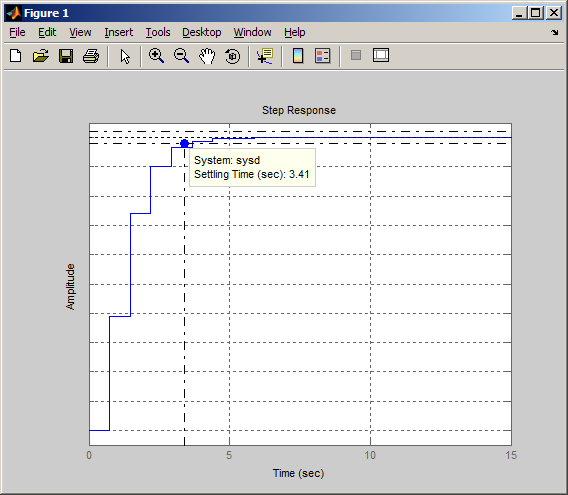 Figure 1
File Edit View Insert Tools Desktop Window Help
Step Response
System: sysd
Settling Time (sec): 3.41
Amplitude
0 5 10 15
Time (sec)